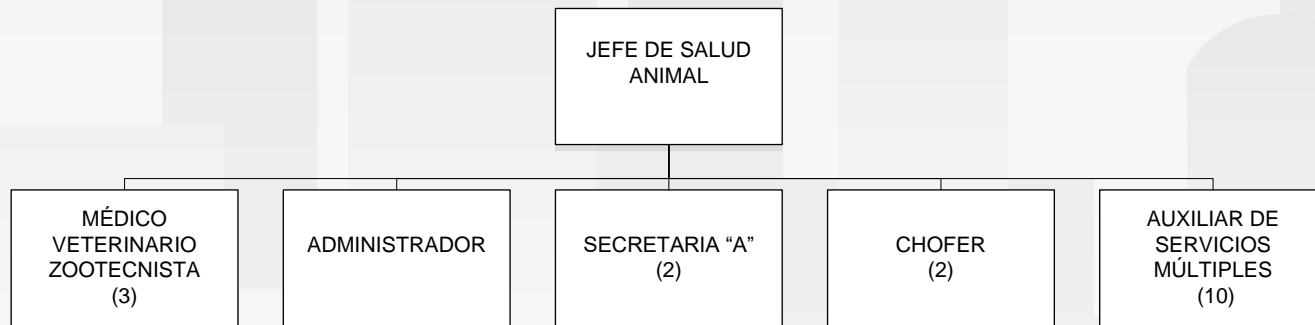 JEFE DE SALUD
ANIMAL
MÉDICO
VETERINARIO
ZOOTECNISTA
(3)
ADMINISTRADOR
SECRETARIA “A”
(2)
CHOFER
(2)
AUXILIAR DE
SERVICIOS
MÚLTIPLES
(10)